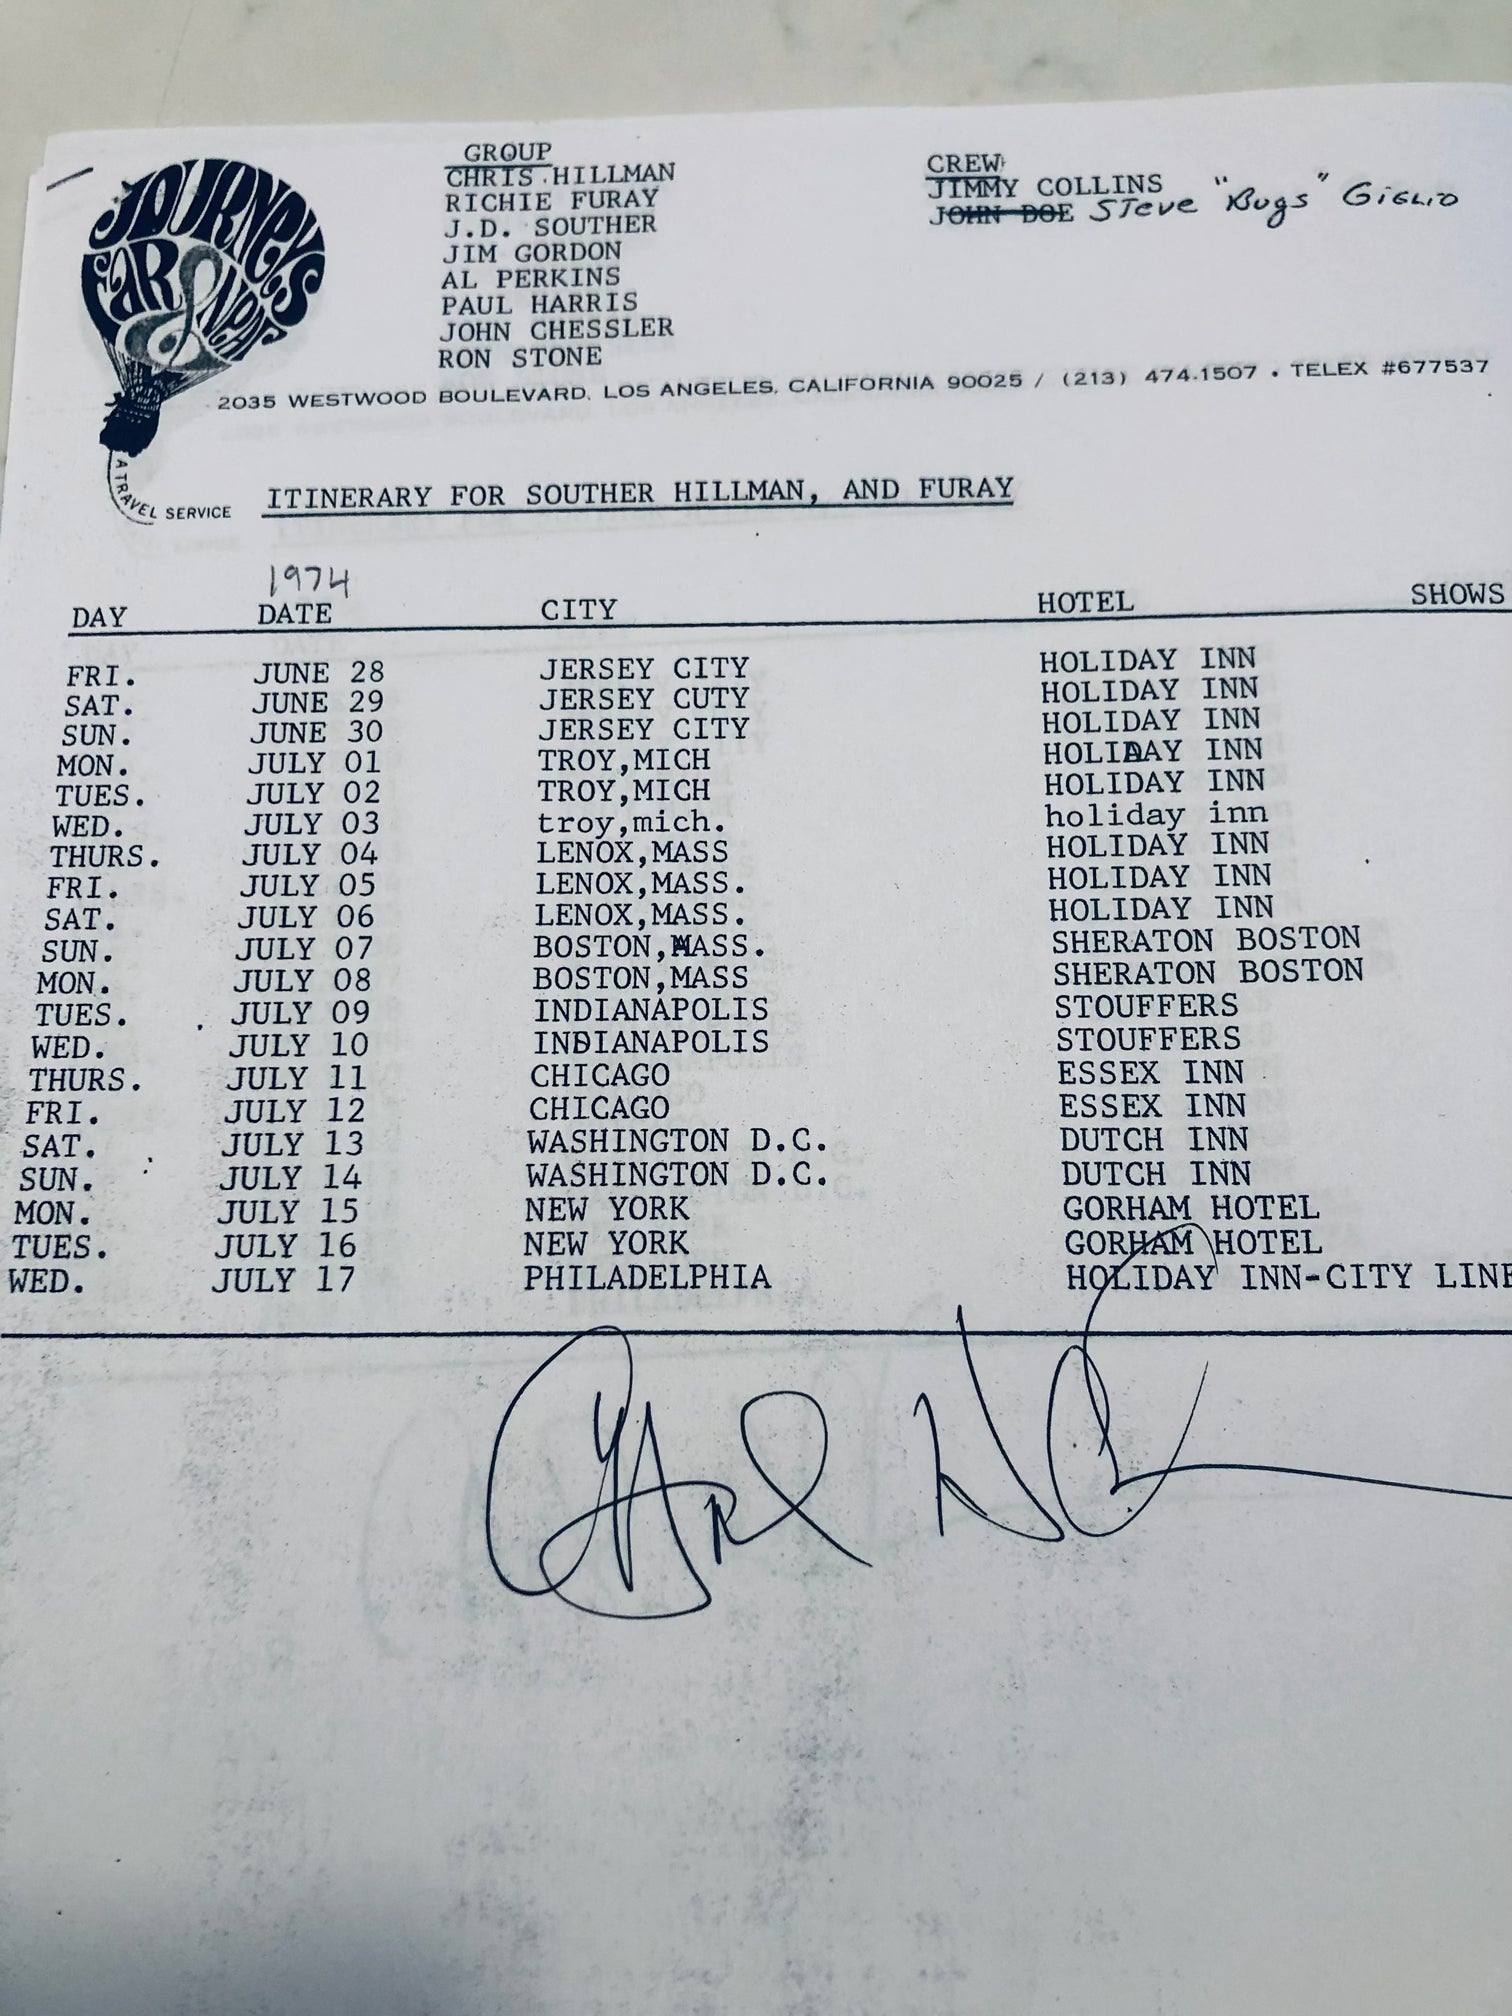 JOURNEYS
FAR & NEAR
A TRAVEL SERVICE
GROUP
CHRIS HILLMAN
RICHIE FURAY
J.D. SOUTHER
JIM GORDON
AL PERKINS
PAUL HARRIS
JOHN CHESSLER
RON STONE
CREW
JIMMY COLLINS
JOHN DOE STeve "Bugs" GiGLiO
2035 WESTWOOD BOULEVARD, LOS ANGELES, CALIFORNIA 90025 / (213) 474.1507 • TELEX #677537
ITINERARY FOR SOUTHER HILLMAN, AND FURAY
1974
DAY DATE CITY HOTEL SHOWS
FRI. JUNE 28 JERSEY CITY HOLIDAY INN
SAT. JUNE 29 JERSEY CUTY HOLIDAY INN
SUN. JUNE 30 JERSEY CITY HOLIDAY INN
MON. JULY 01 TROY,MICH HOLIDAY INN
TUES. JULY 02 TROY,MICH HOLIDAY INN
WED. JULY 03 troy,mich. holiday inn
THURS. JULY 04 LENOX,MASS HOLIDAY INN
FRI. JULY 05 LENOX,MASS. HOLIDAY INN
SAT. JULY 06 LENOX,MASS. HOLIDAY INN
SUN. JULY 07 BOSTON,MASS. SHERATON BOSTON
MON. JULY 08 BOSTON,MASS SHERATON BOSTON
TUES. JULY 09 INDIANAPOLIS STOUFFERS
WED. JULY 10 INDIANAPOLIS STOUFFERS
THURS. JULY 11 CHICAGO ESSEX INN
FRI. JULY 12 CHICAGO ESSEX INN
SAT. JULY 13 WASHINGTON D.C. DUTCH INN
SUN. JULY 14 WASHINGTON D.C. DUTCH INN
MON. JULY 15 NEW YORK GORHAM HOTEL
TUES. JULY 16 NEW YORK GORHAM HOTEL
WED. JULY 17 PHILADELPHIA HOLIDAY INN-CITY LINE